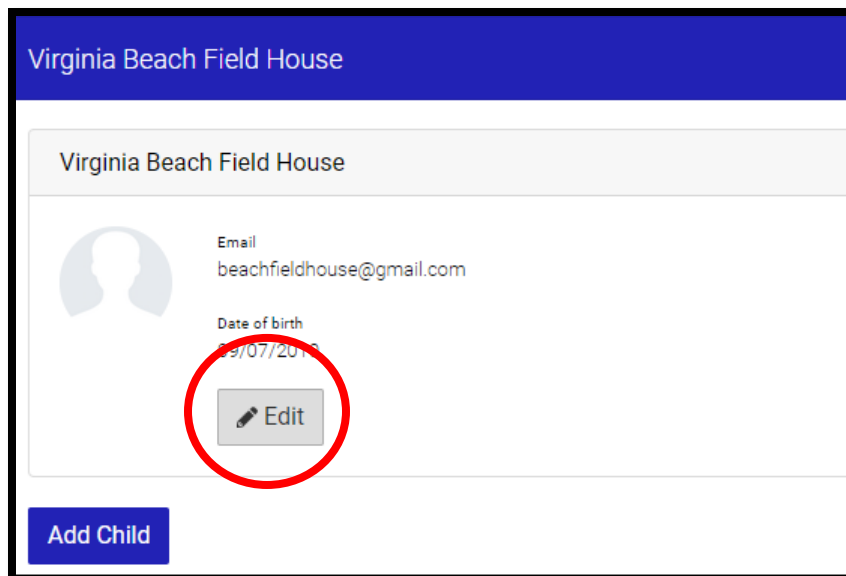 Virginia Beach Field House
Virginia Beach Field House
Email
beachfieldhouse@gmail.com
Date of birth
Edit
Add Child